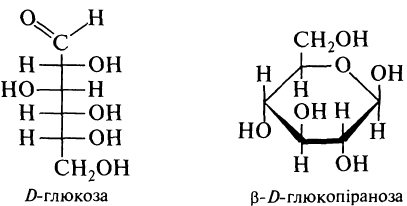 O H
C
H OH
HO H
H OH
H OH
CH₂OH
D-глюкоза
CH₂OH
H H O OH
H
OH H
HO H
H OH
β-D-глюкопіраноза